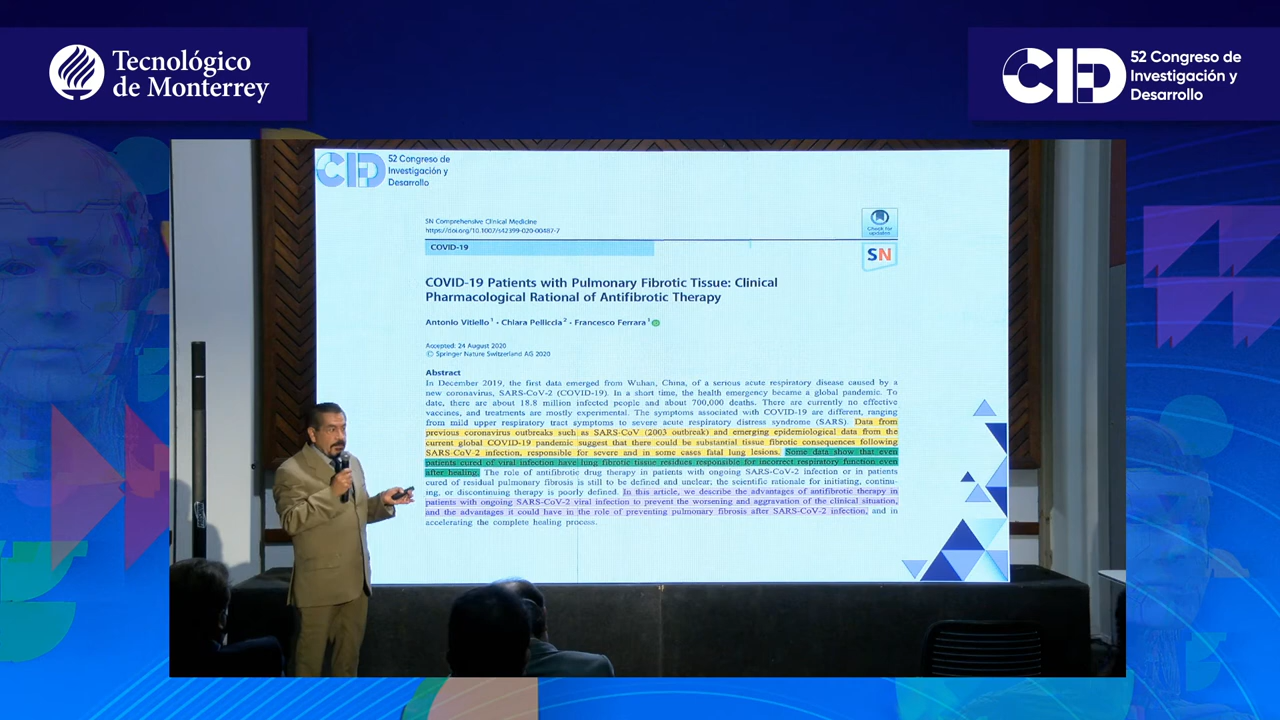 Tecnológico
de Monterrey
CID
52 Congreso de
Investigación y
Desarrollo
CID
52 Congreso de
Investigación y
Desarrollo
SN Comprehensive Clinical Medicine
https://doi.org/10.1007/s42399-020-00487-7
Check for
updates
COVID-19
SN
COVID-19 Patients with Pulmonary Fibrotic Tissue: Clinical
Pharmacological Rational of Antifibrotic Therapy
Antonio Vitiello 1 • Chiara Pelliccia 2 • Francesco Ferrara 1
Accepted: 24 August 2020
© Springer Nature Switzerland AG 2020
Abstract
In December 2019, the first data emerged from Wuhan, China, of a serious acute respiratory disease caused by a
new coronavirus, SARS-CoV-2 (COVID-19). In a short time, the health emergency became a global pandemic. To
date, there are about 18.8 million infected people and about 700,000 deaths. There are currently no effective
vaccines, and treatments are mostly experimental. The symptoms associated with COVID-19 are different, ranging
from mild upper respiratory tract symptoms to severe acute respiratory distress syndrome (SARS). Data from
previous coronavirus outbreaks such as SARS-CoV (2003 outbreak) and emerging epidemiological data from the
current global COVID-19 pandemic suggest that there could be substantial tissue fibrotic consequences following
SARS-CoV-2 infection, responsible for severe and in some cases fatal lung lesions. Some data show that even
patients cured of viral infection have lung fibrotic tissue residues responsible for incorrect respiratory function even
after healing. The role of antifibrotic drug therapy in patients with ongoing SARS-CoV-2 infection or in patients
cured of residual pulmonary fibrosis is still to be defined and unclear; the scientific rationale for initiating, continu-
ing, or discontinuing therapy is poorly defined. In this article, we describe the advantages of antifibrotic therapy in
patients with ongoing SARS-CoV-2 viral infection to prevent the worsening and aggravation of the clinical situation,
and the advantages it could have in the role of preventing pulmonary fibrosis after SARS-CoV-2 infection, and in
accelerating the complete healing process.